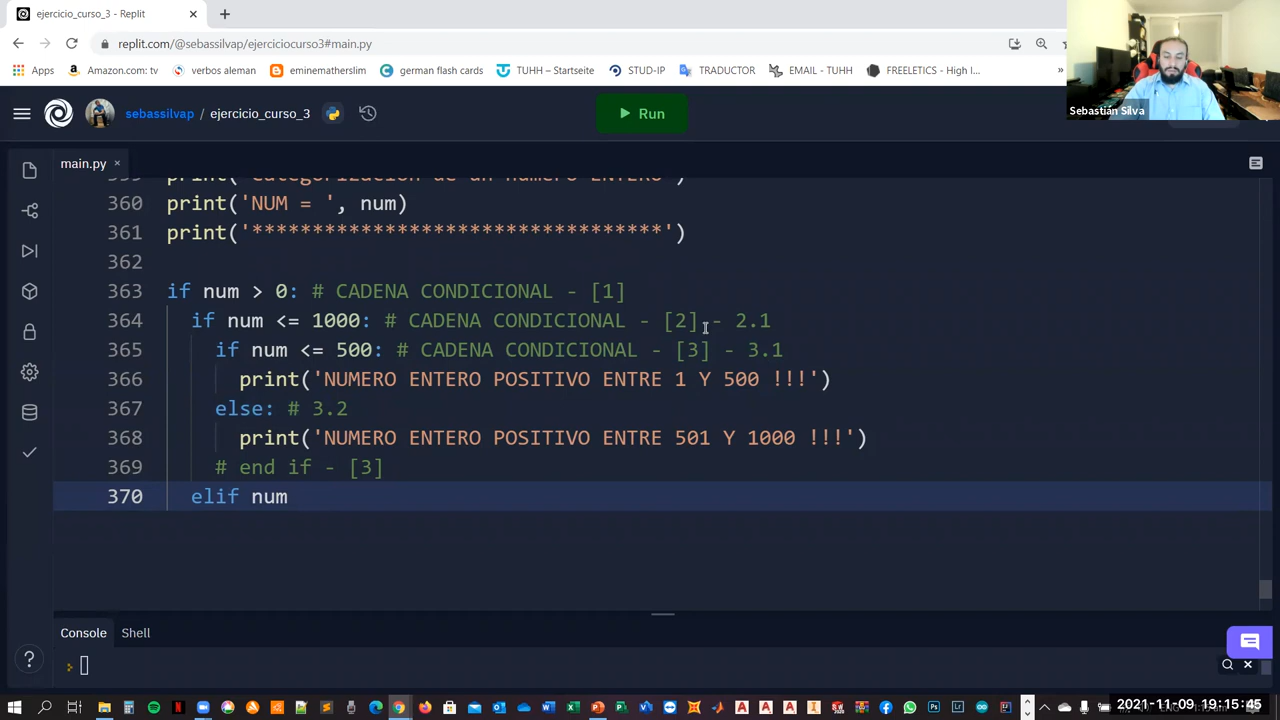 ejercicio_curso_3 - Replit
replit.com/@sebassilvap/ejerciciocurso3#main.py
Apps Amazon.com: tv verbos aleman eminemathslim german flash cards TUHH – Startseite STUD-IP TRADUCTOR EMAIL - TUHH FREELETICS - High I... »
Sebastián Silva
sebassilvap / ejercicio_curso_3
Run
main.py
360 print('NUM = ', num)
361 print('**********************************')
362
363 if num > 0: # CADENA CONDICIONAL - [1]
364 if num <= 1000: # CADENA CONDICIONAL - [2] - 2.1
365 if num <= 500: # CADENA CONDICIONAL - [3] - 3.1
366 print('NUMERO ENTERO POSITIVO ENTRE 1 Y 500 !!!')
367 else: # 3.2
368 print('NUMERO ENTERO POSITIVO ENTRE 501 Y 1000 !!!')
369 # end if - [3]
370 elif num
Console Shell
2021-11-09 19:15:45